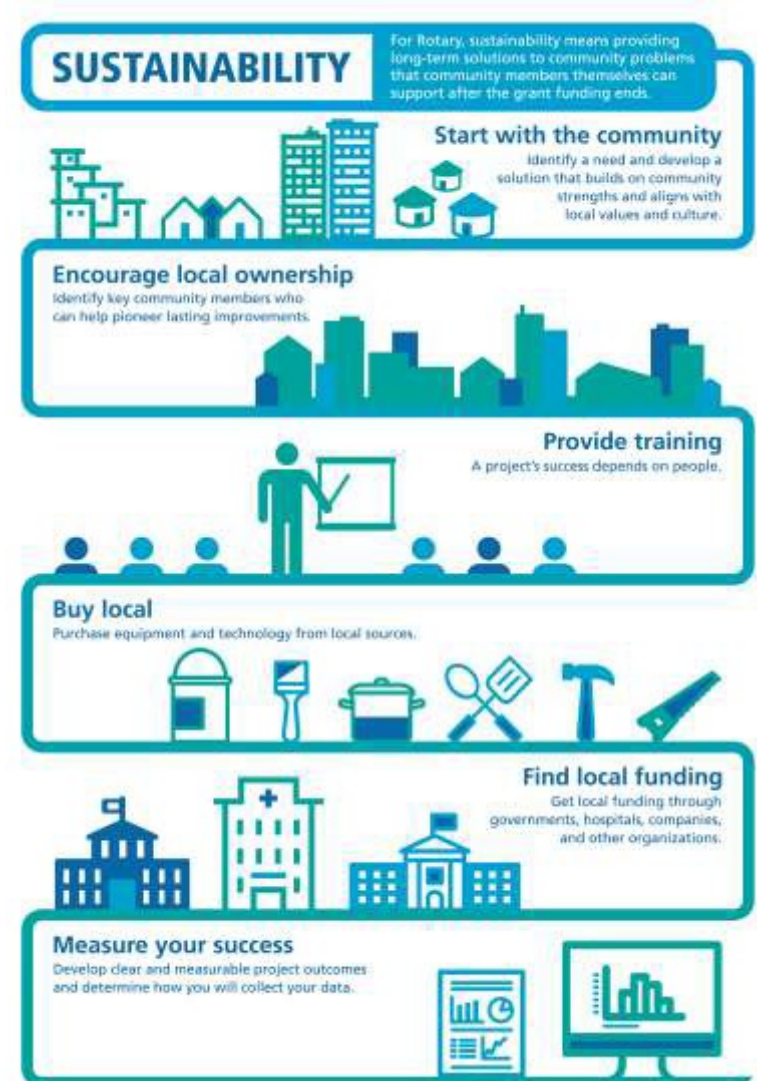 SUSTAINABILITY
For Rotary, sustainability means providing
long-term solutions to community problems
that community members themselves can
support after the grant funding ends.
Start with the community
Identify a need and develop a
solution that builds on community
strengths and aligns with
local values and culture.
Encourage local ownership
Identify key community members who
can help pioneer lasting improvements.
Provide training
A project's success depends on people.
Buy local
Purchase equipment and technology from local sources.
Find local funding
Get local funding through
governments, hospitals, companies,
and other organizations.
Measure your success
Develop clear and measurable project outcomes
and determine how you will collect your data.